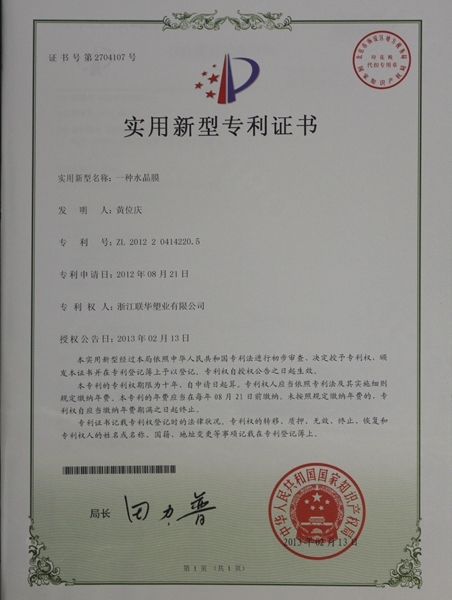 证书号第2704107号
实用新型专利证书
实用新型名称：一种水晶膜
发 明 人：黄位庆
专 利 号：ZL 2012 2 0414220.5
专利申请日：2012年08月21日
专 利 权 人：浙江联华塑业有限公司
授权公告日：2013年02月13日
本实用新型经过本局依照中华人民共和国专利法进行初步审查，决定授予专利权，颁
发本证书并在专利登记簿上予以登记。专利权自授权公告之日起生效。
本专利的专利权期限为十年，自申请日起算。专利权人应当依照专利法及其实施细则
规定缴纳年费。本专利的年费应当在每年08月21日前缴纳。未按照规定缴纳年费的，专
利权自应当缴纳年费期满之日起终止。
专利证书记载专利权登记时的法律状况。专利权的转移、质押、无效、终止、恢复和
专利权人的姓名或名称、国籍、地址变更等事项记载在专利登记簿上。
局长 田力普
中华人民共和国国家知识产权局
2013年02月13日
第1页（共1页）